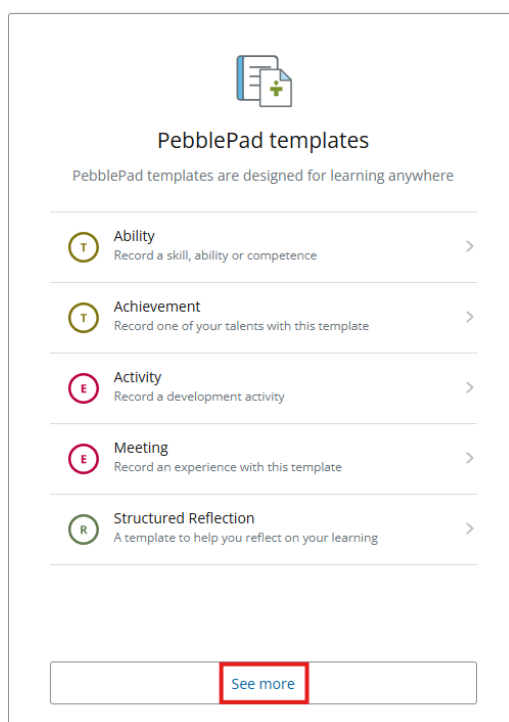 PebblePad templates
PebblePad templates are designed for learning anywhere
T
Ability
Record a skill, ability or competence
T
Achievement
Record one of your talents with this template
E
Activity
Record a development activity
E
Meeting
Record an experience with this template
R
Structured Reflection
A template to help you reflect on your learning
See more